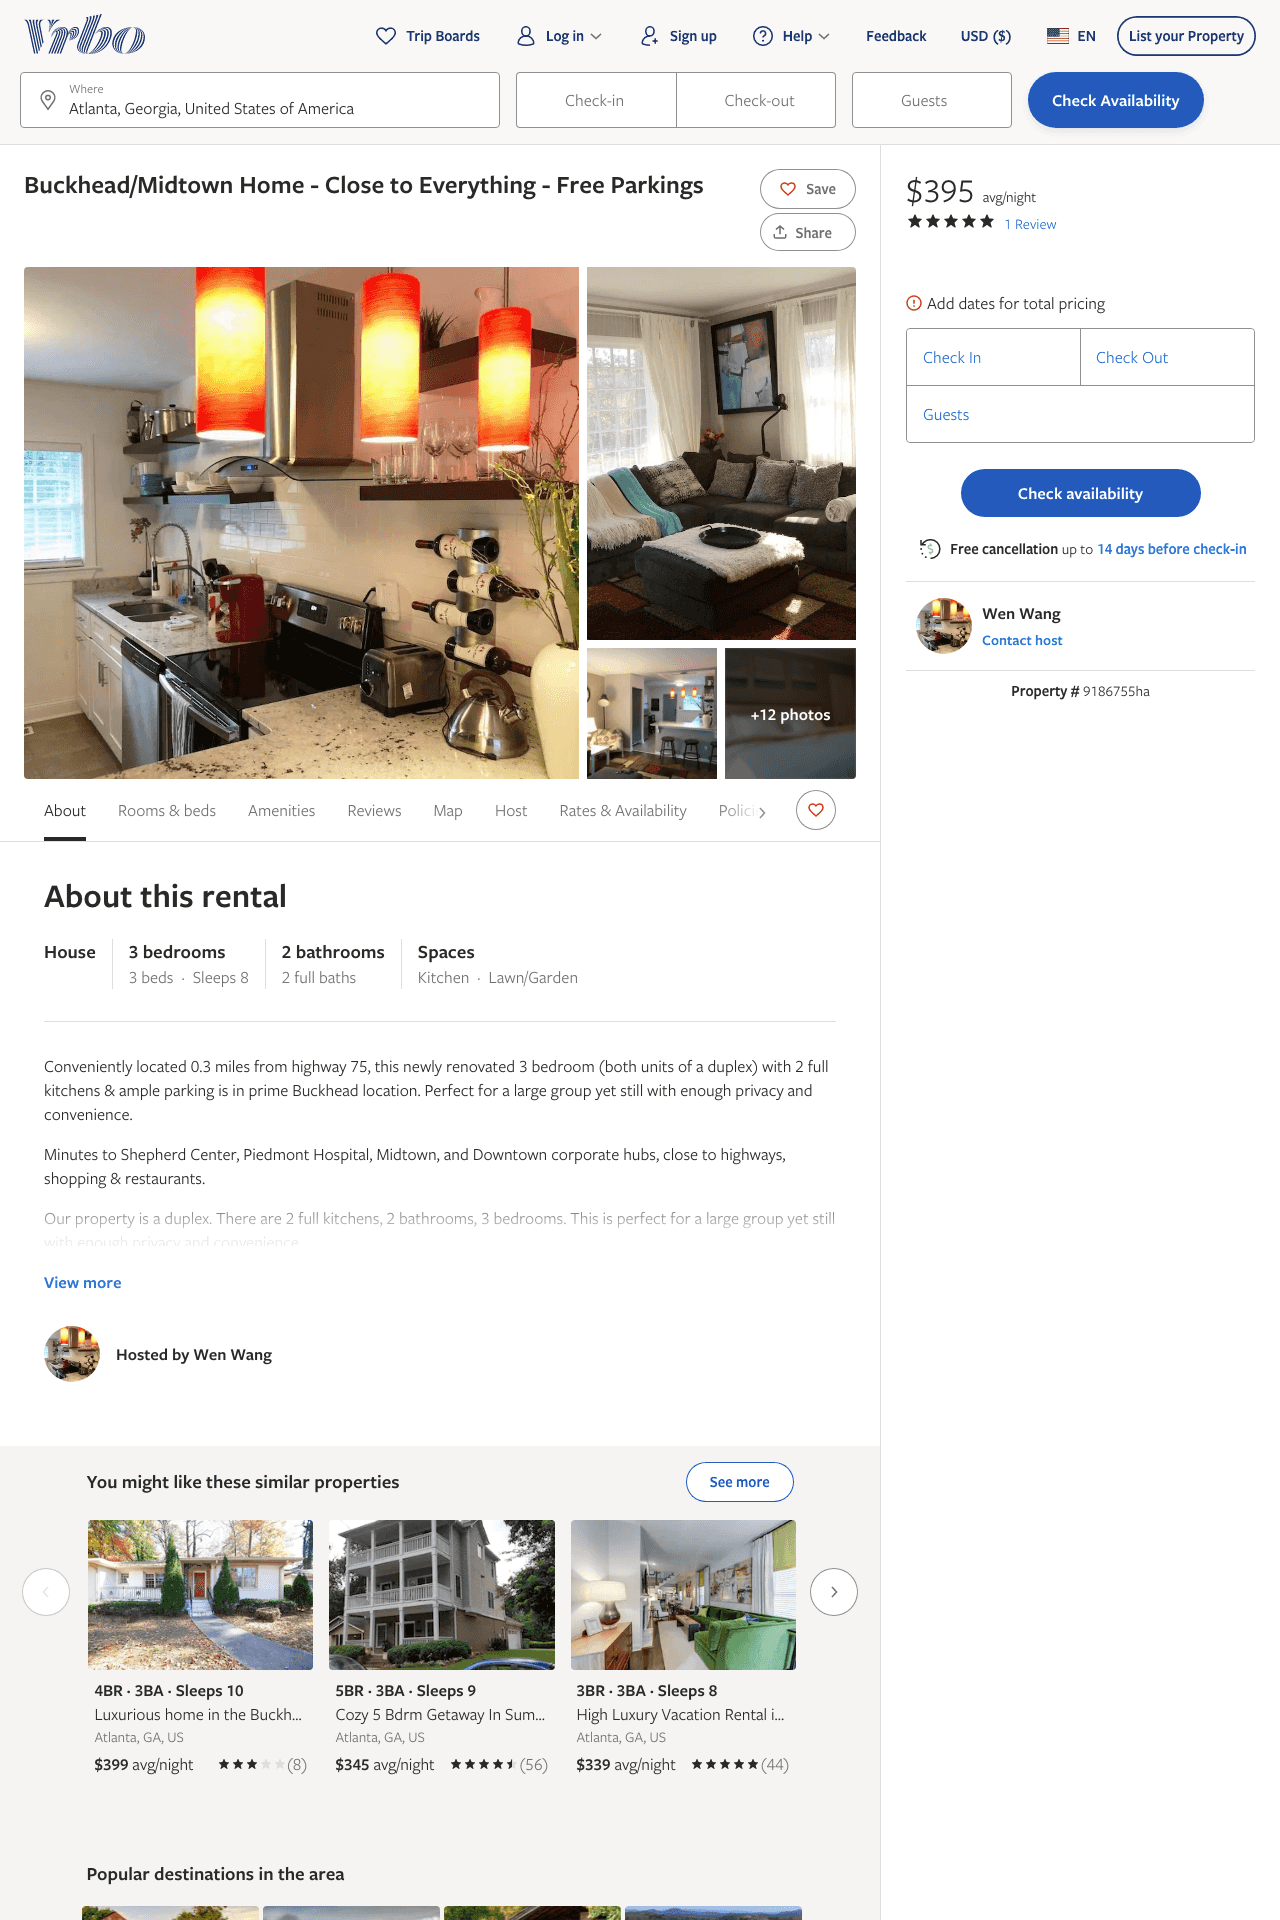 Vrbo
Trip Boards
Log in
Sign up
Help
Feedback
USD ($)
EN
List your Property
Where
Atlanta, Georgia, United States of America
Check-in
Check-out
Guests
Check Availability
Buckhead/Midtown Home - Close to Everything - Free Parkings
Save
Share
+12 photos
$395 avg/night
1 Review
Add dates for total pricing
Check In
Check Out
Guests
Check availability
Free cancellation up to 14 days before check-in
Wen Wang
Contact host
Property # 9186755ha
About
Rooms & beds
Amenities
Reviews
Map
Host
Rates & Availability
Polici
About this rental
House
3 bedrooms
3 beds · Sleeps 8
2 bathrooms
2 full baths
Spaces
Kitchen · Lawn/Garden
Conveniently located 0.3 miles from highway 75, this newly renovated 3 bedroom (both units of a duplex) with 2 full
kitchens & ample parking is in prime Buckhead location. Perfect for a large group yet still with enough privacy and
convenience.
Minutes to Shepherd Center, Piedmont Hospital, Midtown, and Downtown corporate hubs, close to highways,
shopping & restaurants.
Our property is a duplex. There are 2 full kitchens, 2 bathrooms, 3 bedrooms. This is perfect for a large group yet still
with enough privacy and convenience
View more
Hosted by Wen Wang
You might like these similar properties
See more
4BR · 3BA · Sleeps 10
Luxurious home in the Buckh...
Atlanta, GA, US
$399 avg/night
(8)
5BR · 3BA · Sleeps 9
Cozy 5 Bdrm Getaway In Sum...
Atlanta, GA, US
$345 avg/night
(56)
3BR · 3BA · Sleeps 8
High Luxury Vacation Rental i...
Atlanta, GA, US
$339 avg/night
(44)
Popular destinations in the area